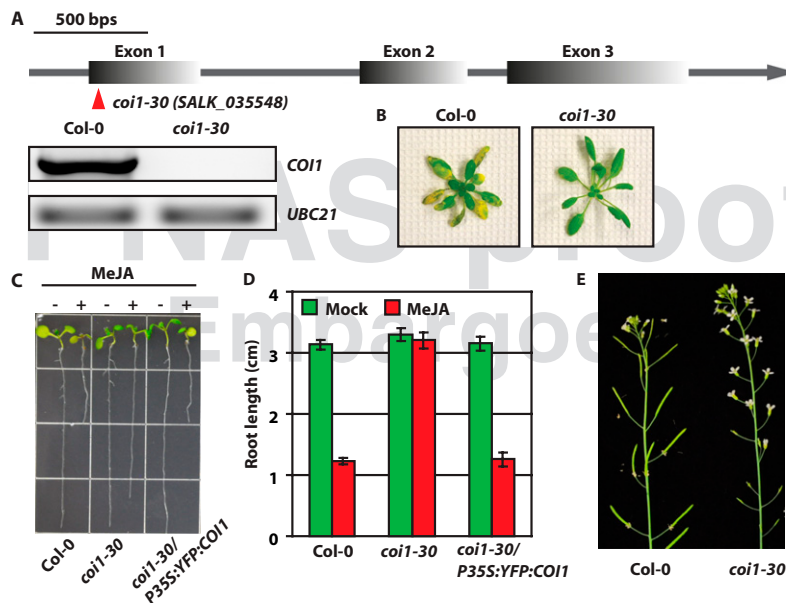 A
500 bps
Exon 1
Exon 2
Exon 3
coi1-30 (SALK_035548)
Col-0
coi1-30
COI1
UBC21
B
Col-0
coi1-30
PNAS proof
Embargoe
C
MeJA
- + - + - +
Col-0
coi1-30
coi1-30/
P35S:YFP:COI1
D
Mock
MeJA
Root length (cm)
4
3
2
1
0
Col-0
coi1-30
coi1-30/
P35S:YFP:COI1
E
Col-0
coi1-30